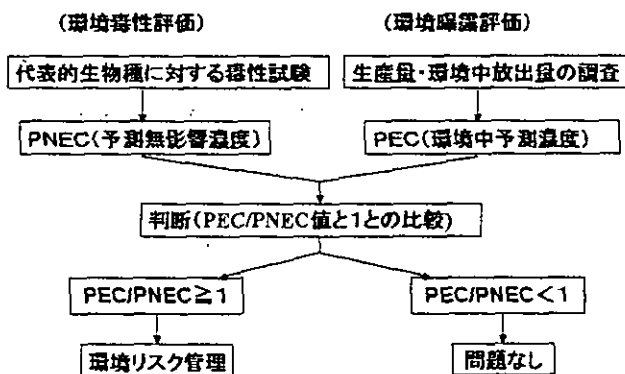 (環境毒性評価)
(環境曝露評価)
代表的生物種に対する毒性試験
生産量・環境中放出量の調査
PNEC(予測無影響濃度)
PEC(環境中予測濃度)
判断(PEC/PNEC値と1との比較)
PEC/PNEC≧1
PEC/PNEC<1
環境リスク管理
問題なし